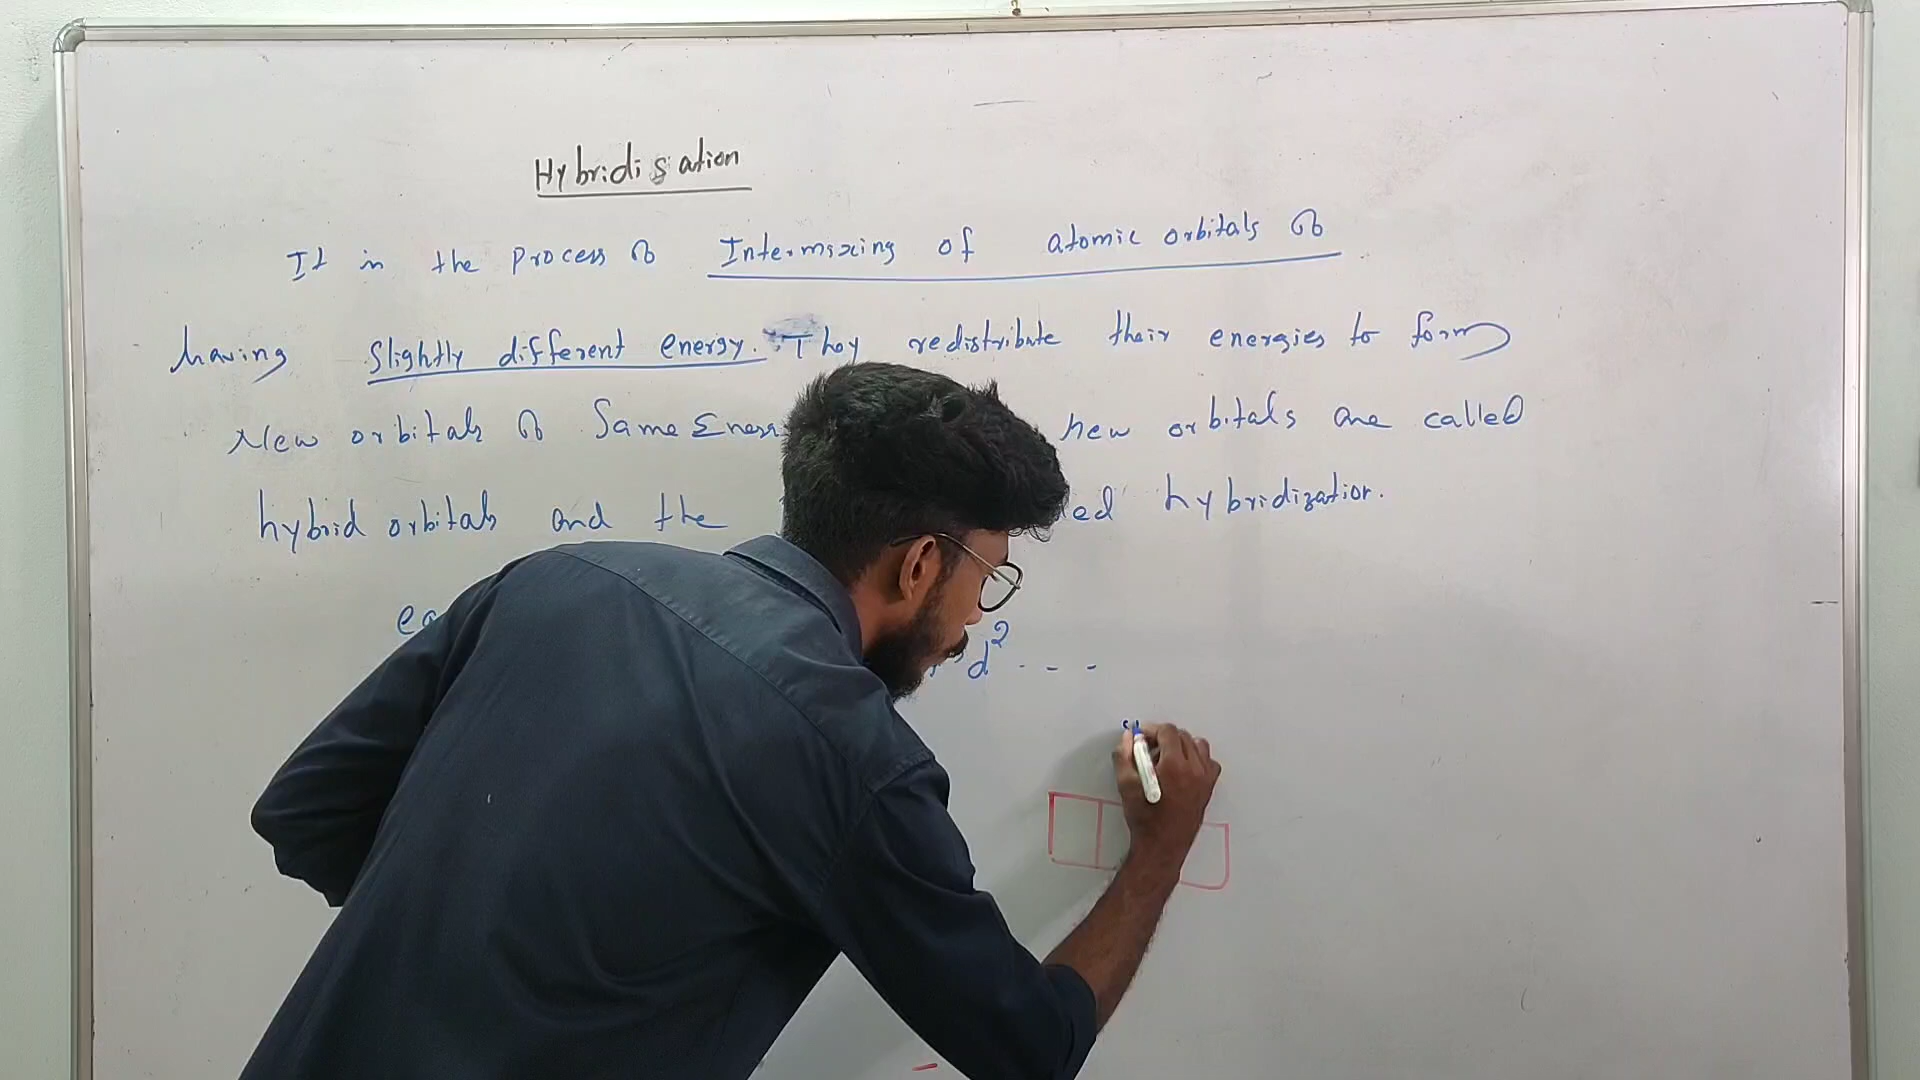 Hybridisation
It is the process of Intermixing of atomic orbitals of
having slightly different energy. They redistribute their energies to form
New orbitals of Same new orbitals are called
hybrid orbitals and the hybridization.
d² - - -